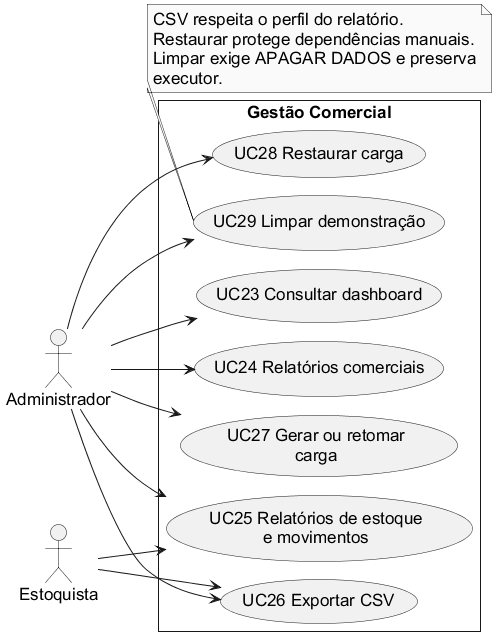 CSV respeita o perfil do relatório.
Restaurar protege dependências manuais.
Limpar exige APAGAR DADOS e preserva
executor.
Gestão Comercial
UC28 Restaurar carga
UC29 Limpar demonstração
UC23 Consultar dashboard
UC24 Relatórios comerciais
Administrador
UC27 Gerar ou retomar
carga
UC25 Relatórios de estoque
e movimentos
Estoquista
UC26 Exportar CSV